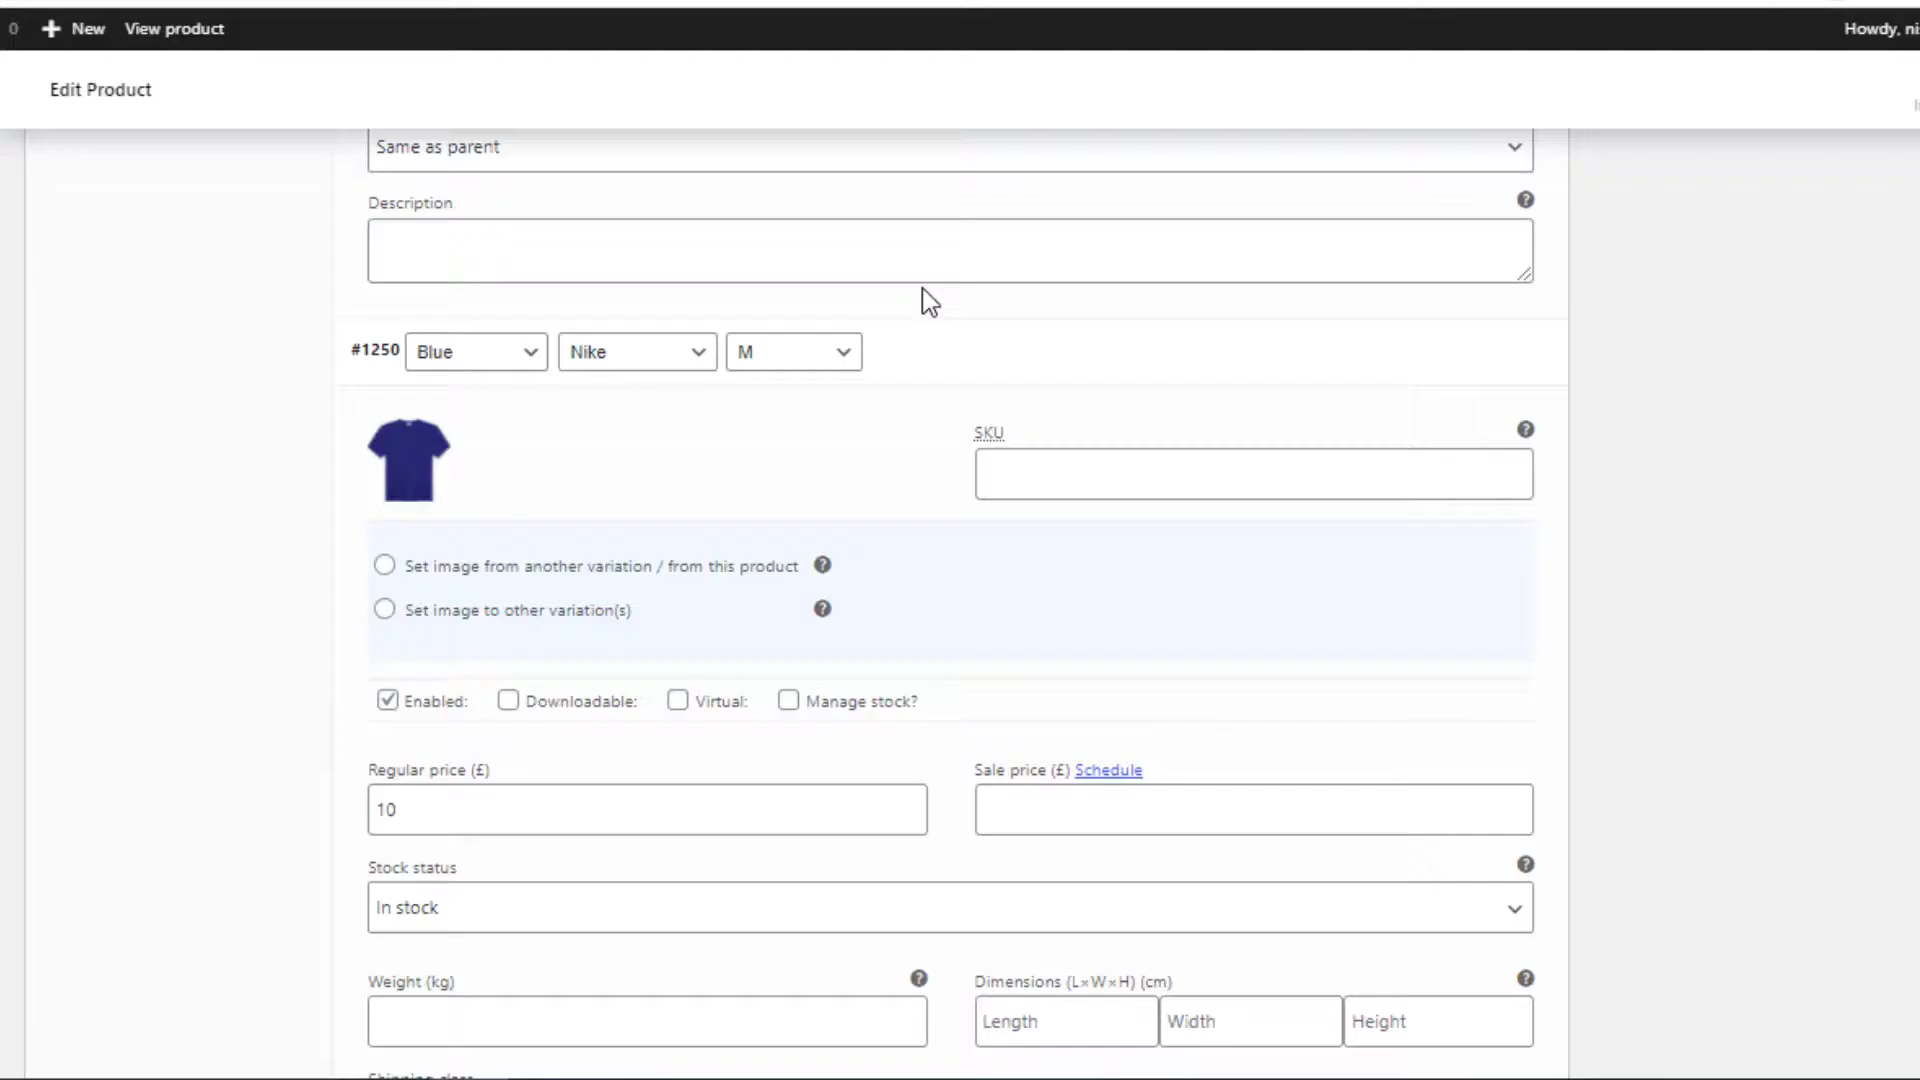 0 New View product Howdy, nis
Edit Product
Same as parent
Description
#1250 Blue Nike M
SKU
Set image from another variation / from this product
Set image to other variation(s)
Enabled: Downloadable: Virtual: Manage stock?
Regular price (£) Sale price (£) Schedule
10
Stock status
In stock
Weight (kg) Dimensions (L×W×H) (cm)
Length Width Height